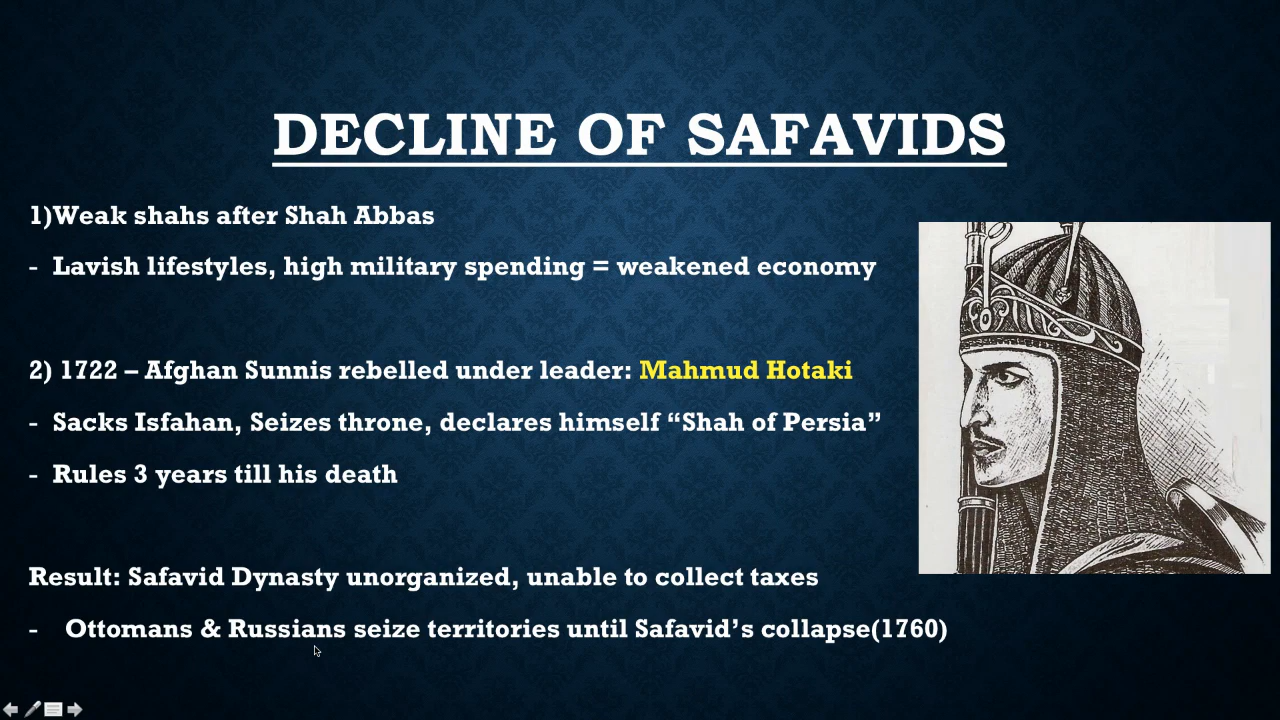 DECLINE OF SAFAVIDS
1)Weak shahs after Shah Abbas
- Lavish lifestyles, high military spending = weakened economy
2) 1722 – Afghan Sunnis rebelled under leader: Mahmud Hotaki
- Sacks Isfahan, Seizes throne, declares himself “Shah of Persia”
- Rules 3 years till his death
Result: Safavid Dynasty unorganized, unable to collect taxes
- Ottomans & Russians seize territories until Safavid’s collapse(1760)